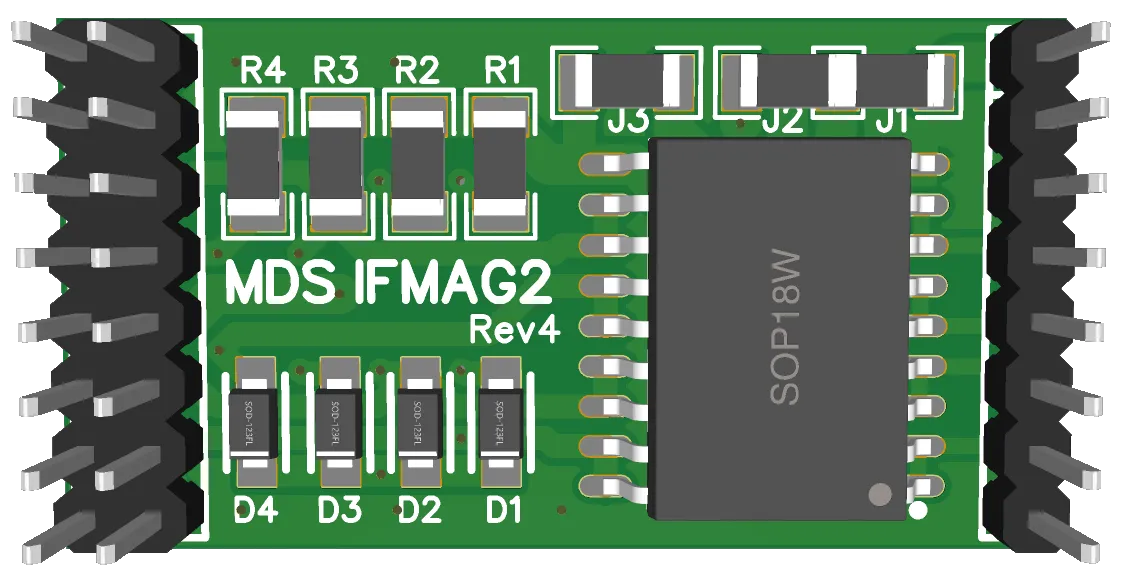 R4 R3 R2 R1
J3 J2 J1
MDS IFMAG2
Rev4
SOP18W
SOD-123FL SOD-123FL SOD-123FL SOD-123FL
D4 D3 D2 D1